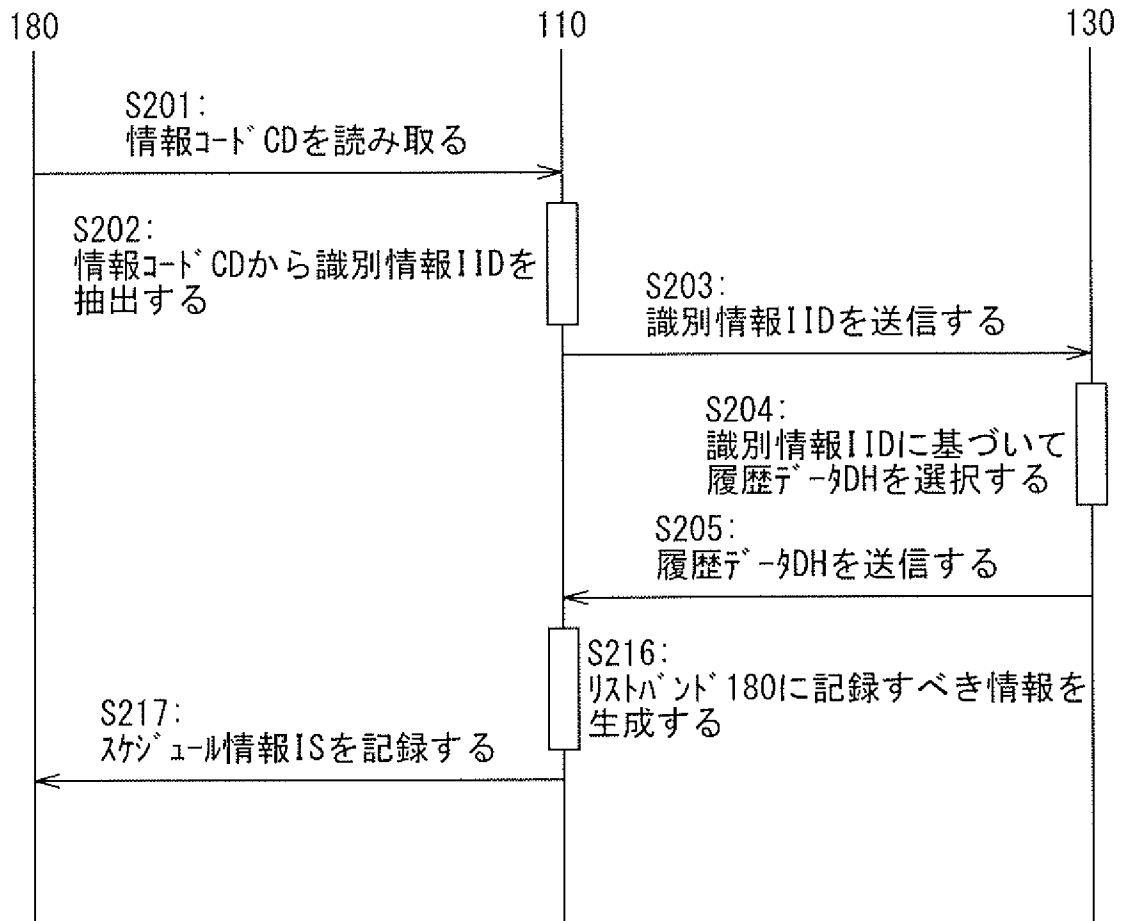 180
110
130
S201:
情報ｺｰﾄﾞCDを読み取る
S202:
情報ｺｰﾄﾞCDから識別情報IIDを
抽出する
S203:
識別情報IIDを送信する
S204:
識別情報IIDに基づいて
履歴ﾃﾞｰﾀDHを選択する
S205:
履歴ﾃﾞｰﾀDHを送信する
S216:
ﾘｽﾄﾊﾞﾝﾄﾞ180に記録すべき情報を
生成する
S217:
ｽｹｼﾞｭｰﾙ情報ISを記録する